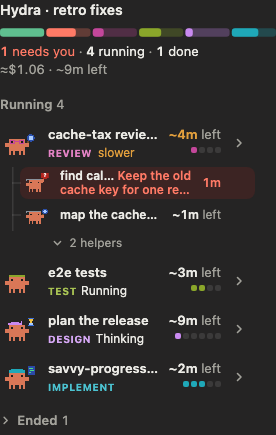 Hydra · retro fixes
1 needs you · 4 running · 1 done
≈$1.06 · ~9m left
Running 4
cache-tax revie... ~4m left
REVIEW slower
find cal... Keep the old 1m
cache key for one re...
map the cache... ~1m left
2 helpers
e2e tests ~3m left
TEST Running
plan the release ~9m left
DESIGN Thinking
savvy-progress... ~2m left
IMPLEMENT
Ended 1